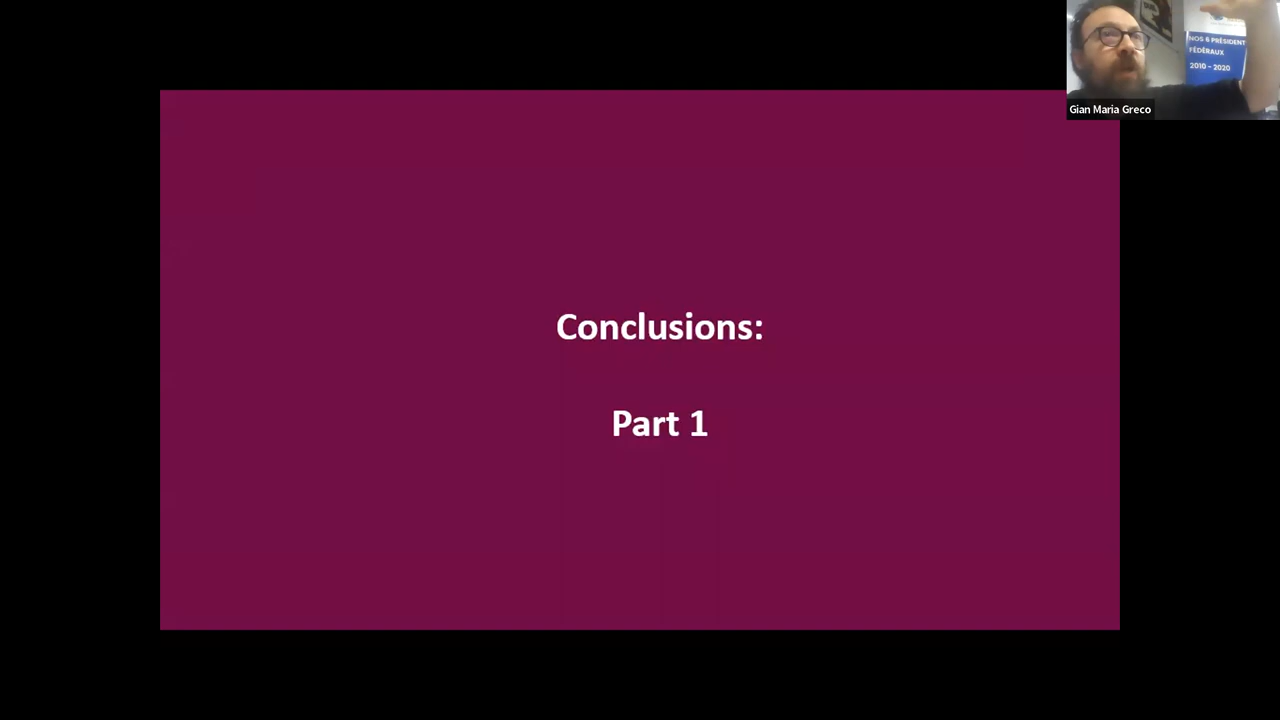 NOS 6 PRÉSIDENT
FÉDÉRAUX
2010 - 2020
Gian Maria Greco
Conclusions:
Part 1